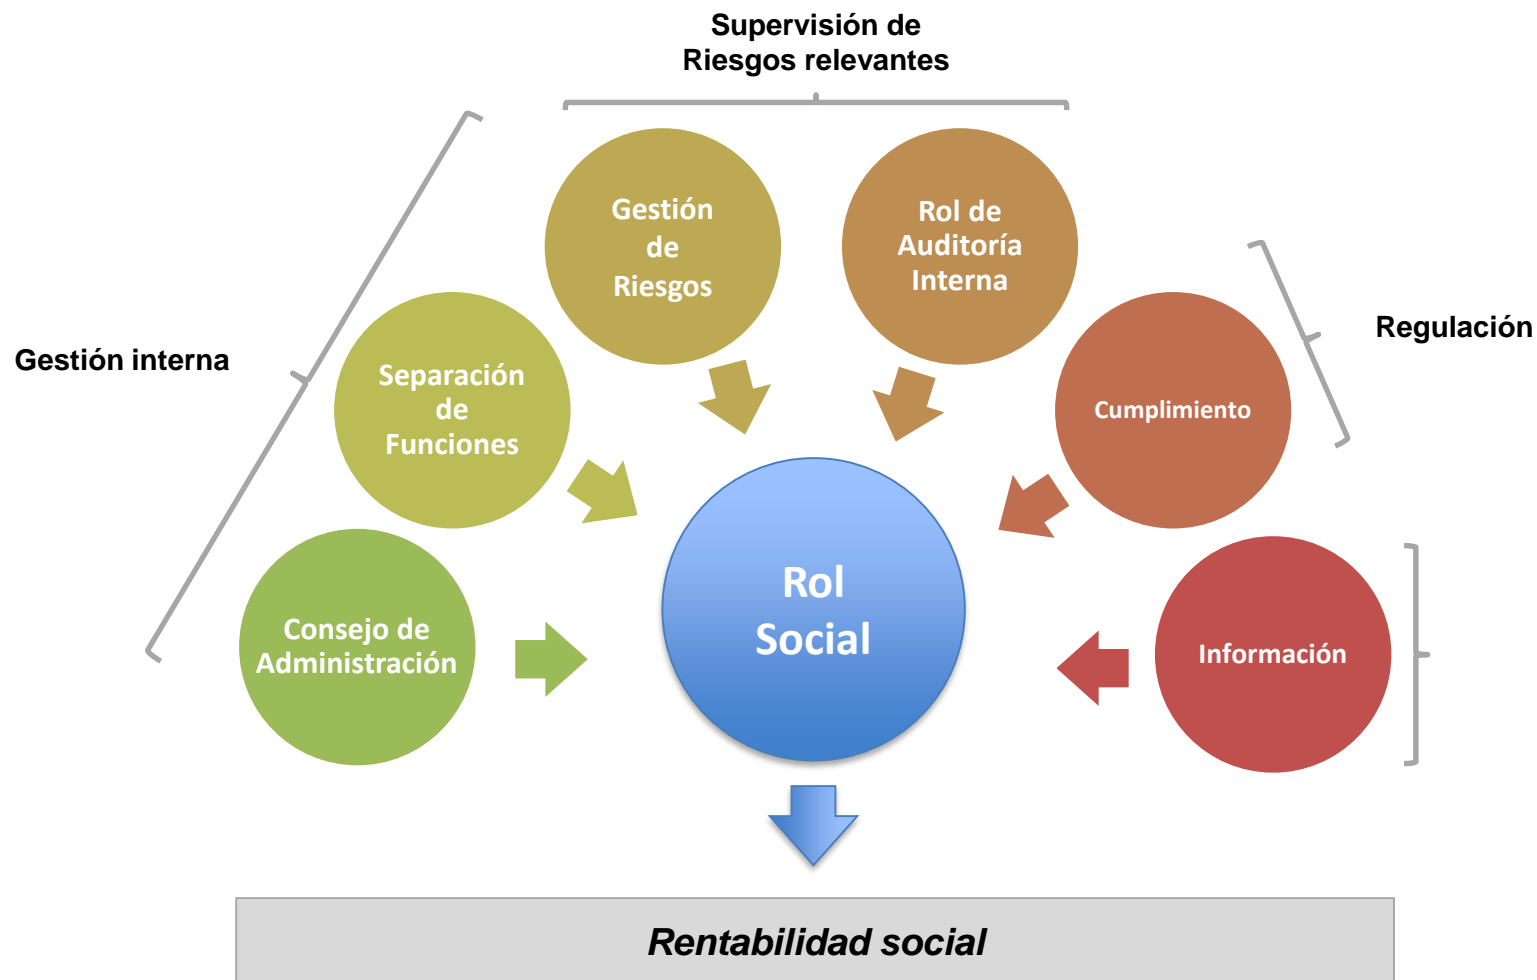 Supervisión de
Riesgos relevantes
Gestión
de
Riesgos
Rol de
Auditoría
Interna
Gestión interna
Separación
de
Funciones
Cumplimiento
Regulación
Rol
Social
Consejo de
Administración
Información
Rentabilidad social